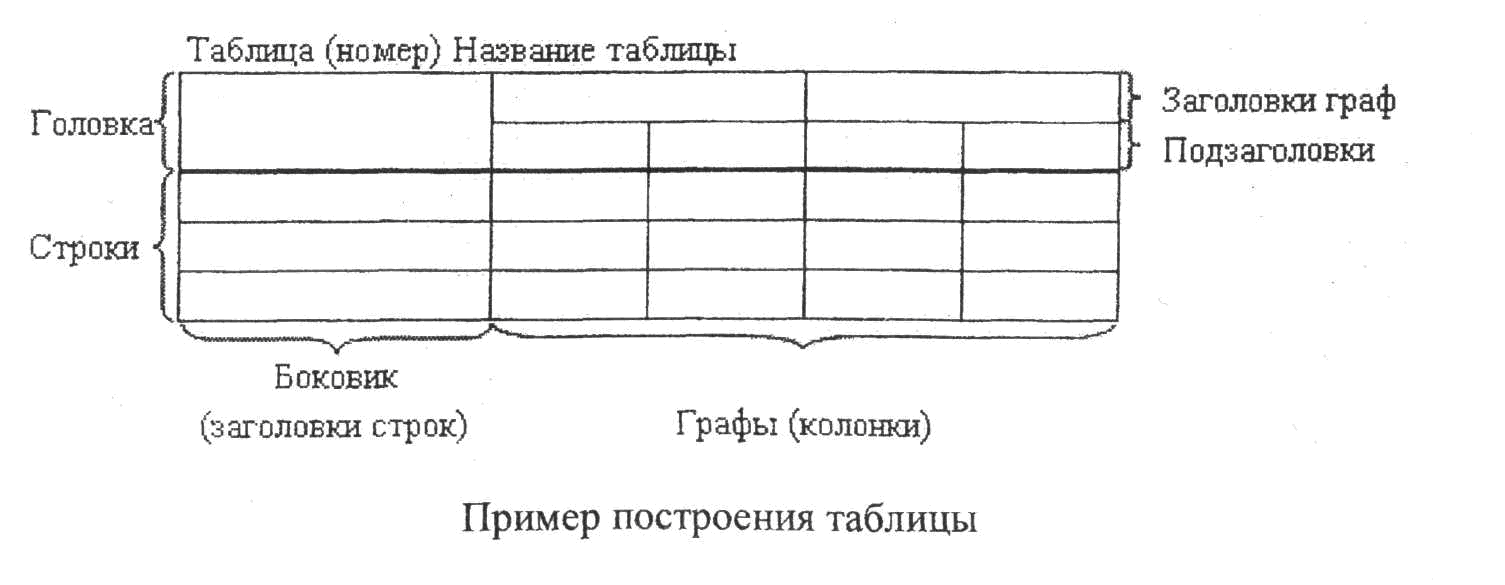 Таблица (номер) Название таблицы
Головка
Заголовки граф
Подзаголовки
Строки
Боковик
(заголовки строк)
Графы (колонки)
Пример построения таблицы